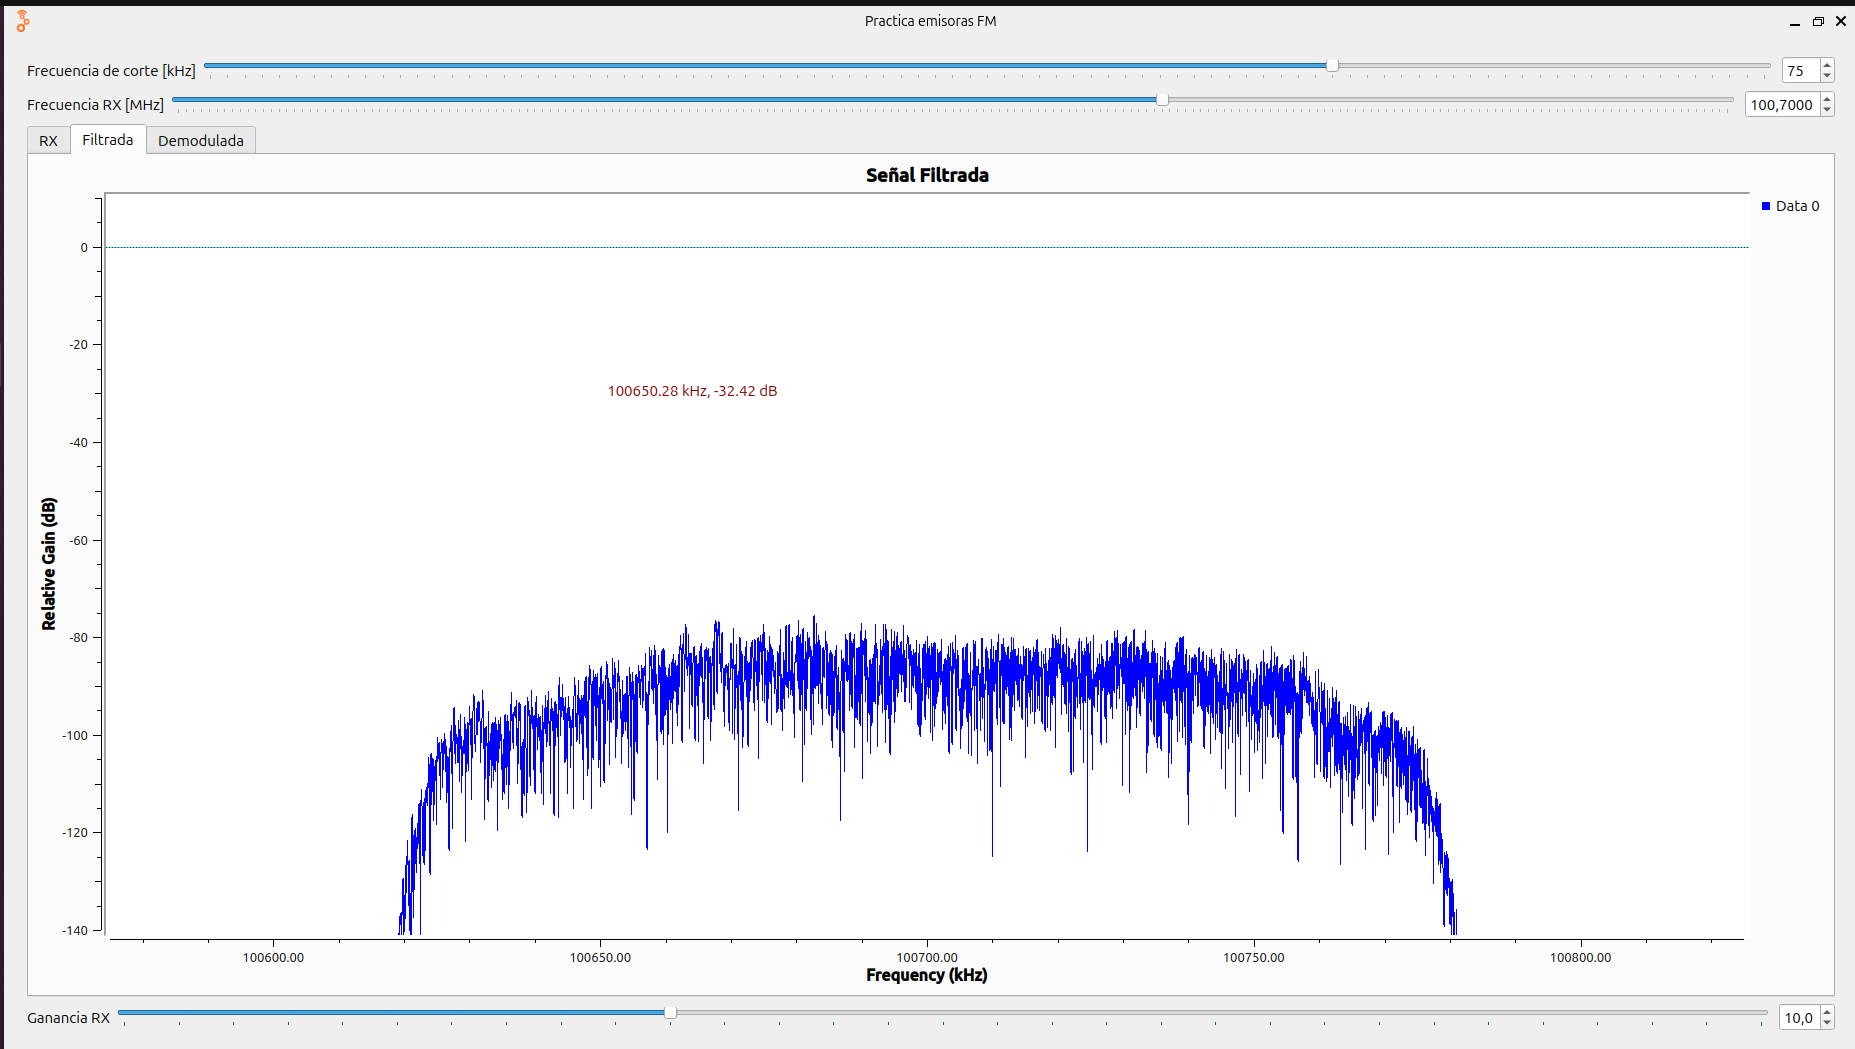 Practica emisoras FM
Frecuencia de corte [kHz]
75
Frecuencia RX [MHz]
100,7000
RX
Filtrada
Demodulada
Señal Filtrada
Data 0
0
-20
100650.28 kHz, -32.42 dB
-40
Relative Gain (dB)
-60
-80
-100
-120
-140
100600.00
100650.00
100700.00
100750.00
100800.00
Frequency (kHz)
Ganancia RX
10,0